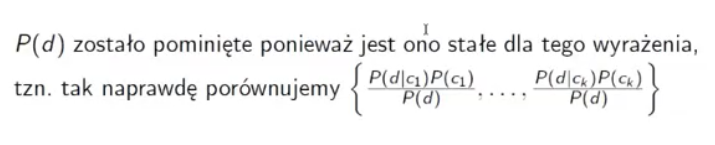 P(d) zostało pominięte ponieważ jest ono stałe dla tego wyrażenia,
tzn. tak naprawdę porównujemy { P(d|c₁)P(c₁) / P(d) , . . . , P(d|cₖ)P(cₖ) / P(d) }